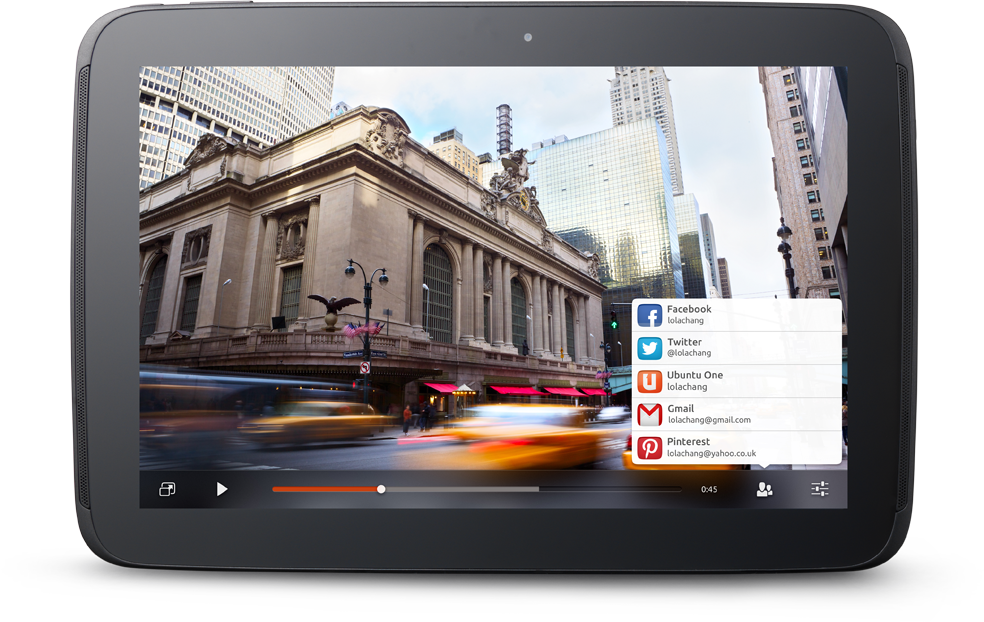 Facebook
lolachang
Twitter
@lolachang
Ubuntu One
lolachang
Gmail
lolachang@gmail.com
Pinterest
lolachang@yahoo.co.uk
0:45